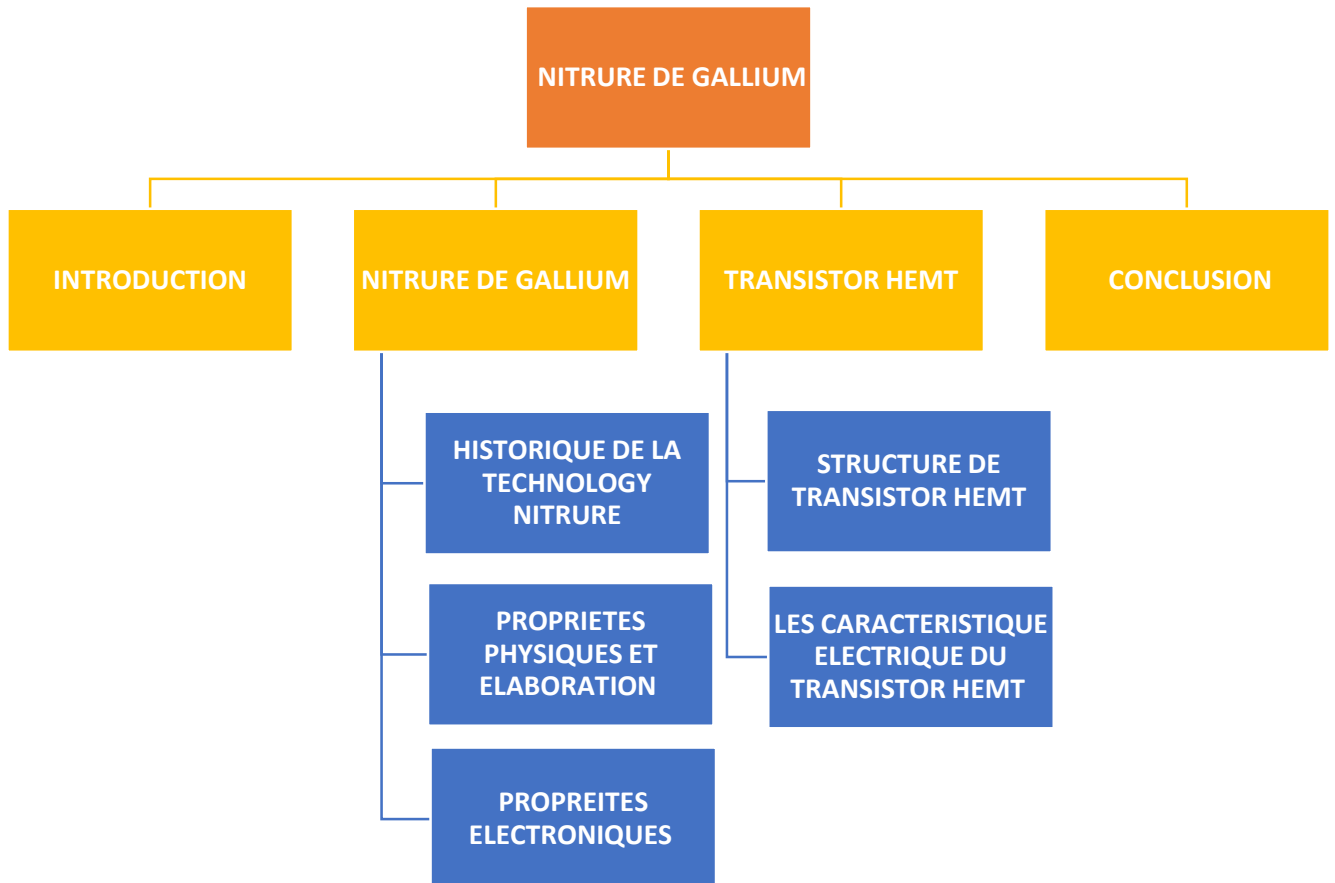 NITRURE DE GALLIUM
INTRODUCTION
NITRURE DE GALLIUM
TRANSISTOR HEMT
CONCLUSION
HISTORIQUE DE LA
TECHNOLOGY
NITRURE
PROPRIETES
PHYSIQUES ET
ELABORATION
PROPREITES
ELECTRONIQUES
STRUCTURE DE
TRANSISTOR HEMT
LES CARACTERISTIQUE
ELECTRIQUE DU
TRANSISTOR HEMT